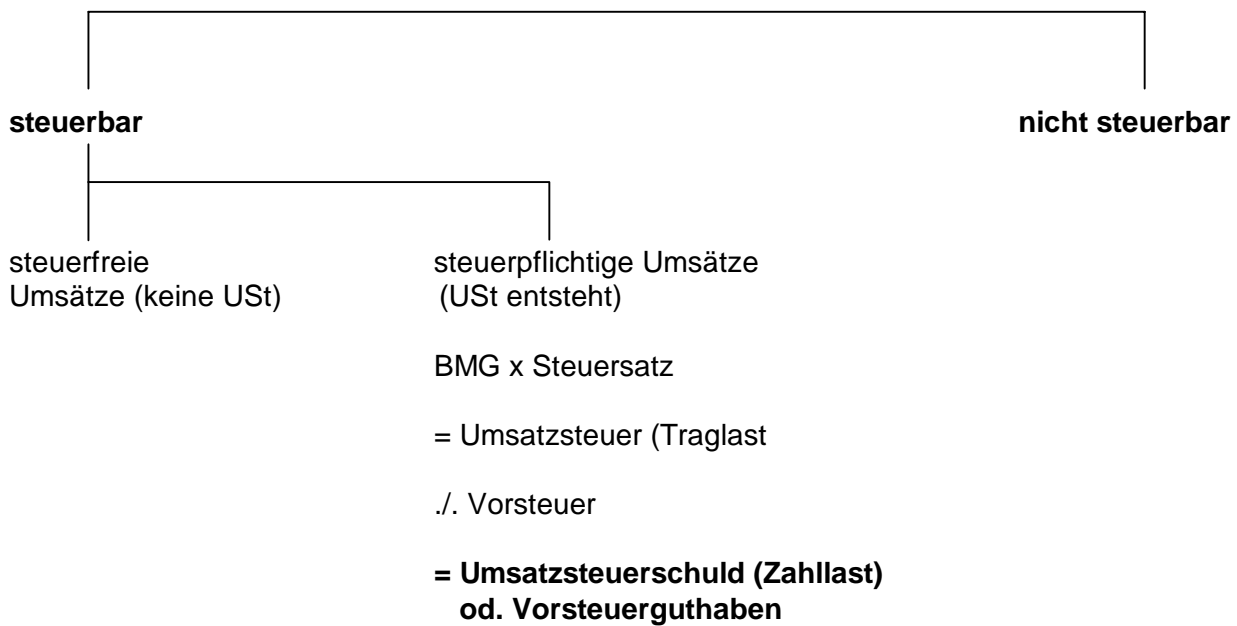 steuerbar
nicht steuerbar
steuerfreie
Umsätze (keine USt)
steuerpflichtige Umsätze
(USt entsteht)
BMG x Steuersatz
= Umsatzsteuer (Traglast
./. Vorsteuer
= Umsatzsteuerschuld (Zahllast)
od. Vorsteuerguthaben